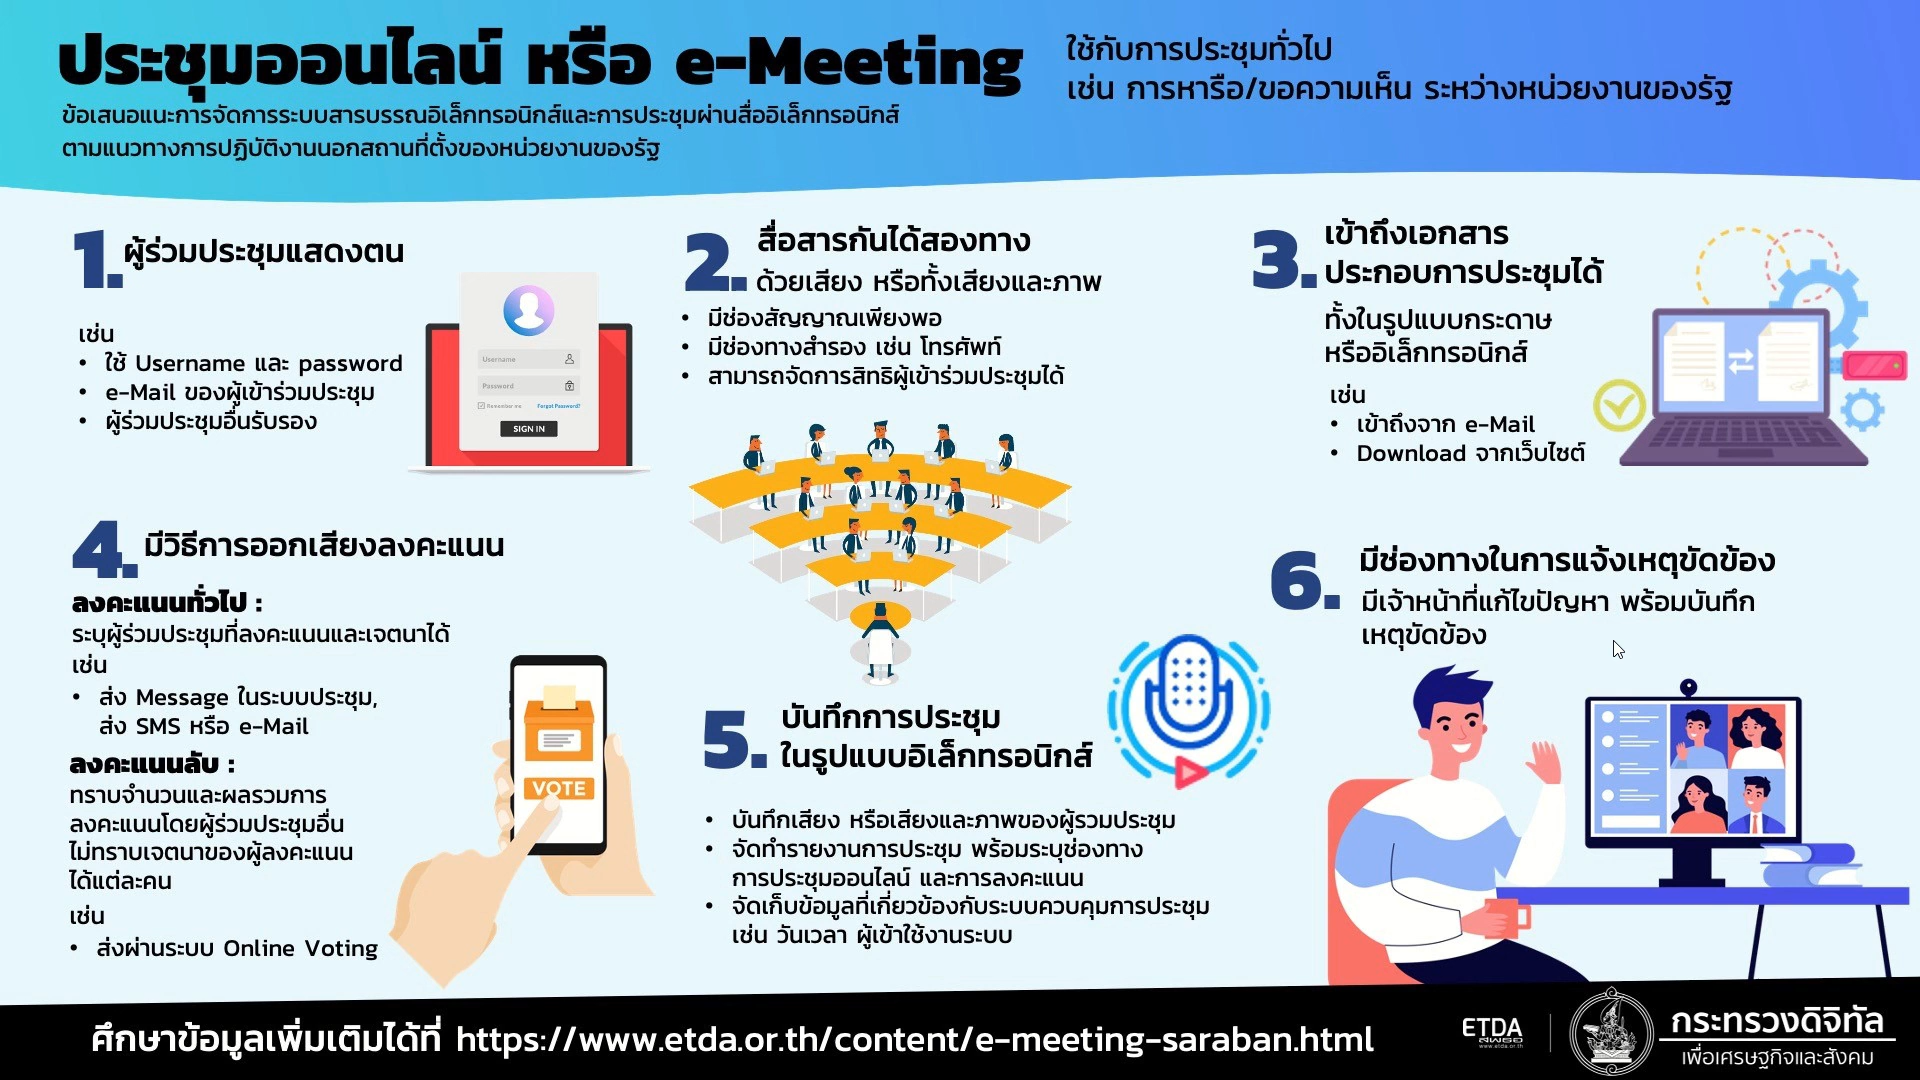 ประชุมออนไลน์ หรือ e-Meeting
ข้อเสนอแนะการจัดการระบบสารบรรณอิเล็กทรอนิกส์และการประชุมผ่านสื่ออิเล็กทรอนิกส์
ตามแนวทางการปฏิบัติงานนอกสถานที่ตั้งของหน่วยงานของรัฐ
ใช้กับการประชุมทั่วไป
เช่น การหารือ/ขอความเห็น ระหว่างหน่วยงานของรัฐ
1. ผู้ร่วมประชุมแสดงตน
เช่น
• ใช้ Username และ password
• e-Mail ของผู้เข้าร่วมประชุม
• ผู้ร่วมประชุมอื่นรับรอง
Username
Password
Remember me Forgot Password?
SIGN IN
2. สื่อสารกันได้สองทาง
ด้วยเสียง หรือทั้งเสียงและภาพ
• มีช่องสัญญาณเพียงพอ
• มีช่องทางสำรอง เช่น โทรศัพท์
• สามารถจัดการสิทธิผู้เข้าร่วมประชุมได้
3. เข้าถึงเอกสาร
ประกอบการประชุมได้
ทั้งในรูปแบบกระดาษ
หรืออิเล็กทรอนิกส์
เช่น
• เข้าถึงจาก e-Mail
• Download จากเว็บไซต์
4. มีวิธีการออกเสียงลงคะแนน
ลงคะแนนทั่วไป :
ระบุผู้ร่วมประชุมที่ลงคะแนนและเจตนาได้
เช่น
• ส่ง Message ในระบบประชุม,
ส่ง SMS หรือ e-Mail
ลงคะแนนลับ :
ทราบจำนวนและผลรวมการ
ลงคะแนนโดยผู้ร่วมประชุมอื่น
ไม่ทราบเจตนาของผู้ลงคะแนน
ได้แต่ละคน
เช่น
• ส่งผ่านระบบ Online Voting
VOTE
5. บันทึกการประชุม
ในรูปแบบอิเล็กทรอนิกส์
• บันทึกเสียง หรือเสียงและภาพของผู้รวมประชุม
• จัดทำรายงานการประชุม พร้อมระบุช่องทาง
การประชุมออนไลน์ และการลงคะแนน
• จัดเก็บข้อมูลที่เกี่ยวข้องกับระบบควบคุมการประชุม
เช่น วันเวลา ผู้เข้าใช้งานระบบ
6. มีช่องทางในการแจ้งเหตุขัดข้อง
มีเจ้าหน้าที่แก้ไขปัญหา พร้อมบันทึก
เหตุขัดข้อง
ศึกษาข้อมูลเพิ่มเติมได้ที่ https://www.etda.or.th/content/e-meeting-saraban.html
ETDA
สพธอ
www.etda.or.th
กระทรวงดิจิทัล
เพื่อเศรษฐกิจและสังคม